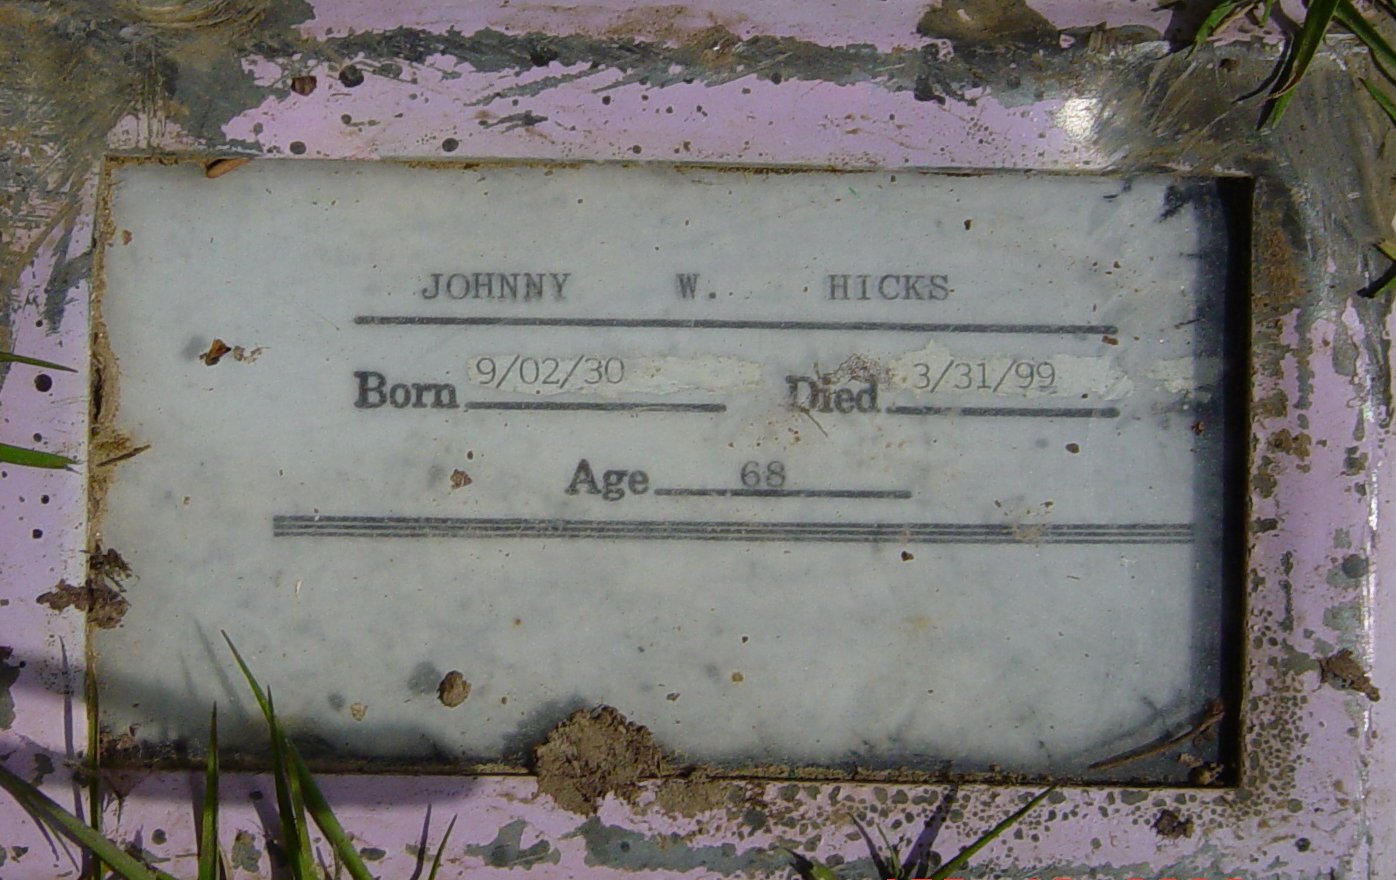 JOHNNY W. HICKS
Born 9/02/30 Died 3/31/99
Age 68